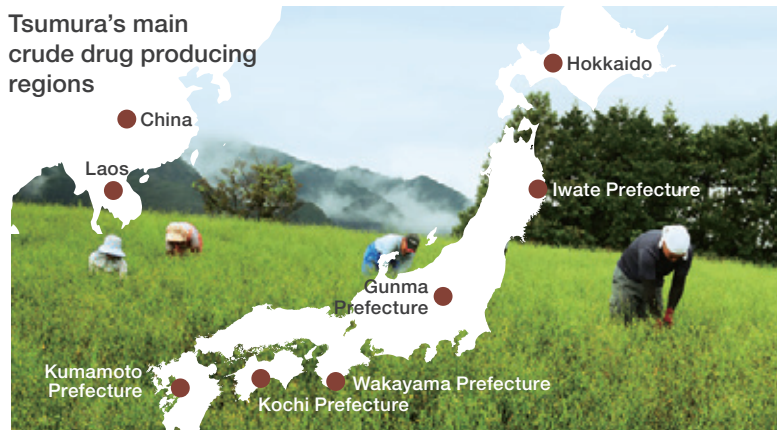 Tsumura's main
crude drug producing
regions
Hokkaido
China
Laos
Iwate Prefecture
Gunma
Prefecture
Kumamoto
Prefecture
Wakayama Prefecture
Kochi Prefecture